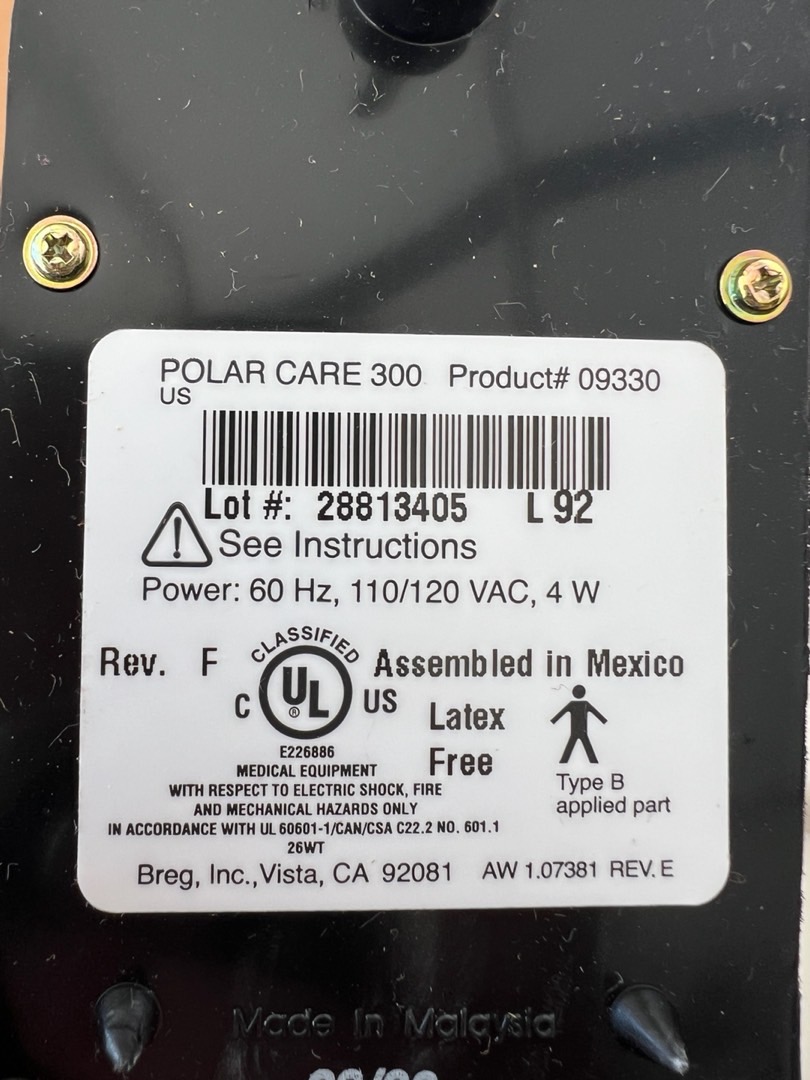 POLAR CARE 300 Product# 09330
US
Lot #: 28813405 L 92
See Instructions
Power: 60 Hz, 110/120 VAC, 4 W
Rev. F
CLASSIFIED
C UL ® US
Assembled in Mexico
Latex
Free
E226886
MEDICAL EQUIPMENT
WITH RESPECT TO ELECTRIC SHOCK, FIRE
AND MECHANICAL HAZARDS ONLY
IN ACCORDANCE WITH UL 60601-1/CAN/CSA C22.2 NO. 601.1
26WT
Type B
applied part
Breg, Inc., Vista, CA 92081 AW 1.07381 REV. E
Made In Malaysia